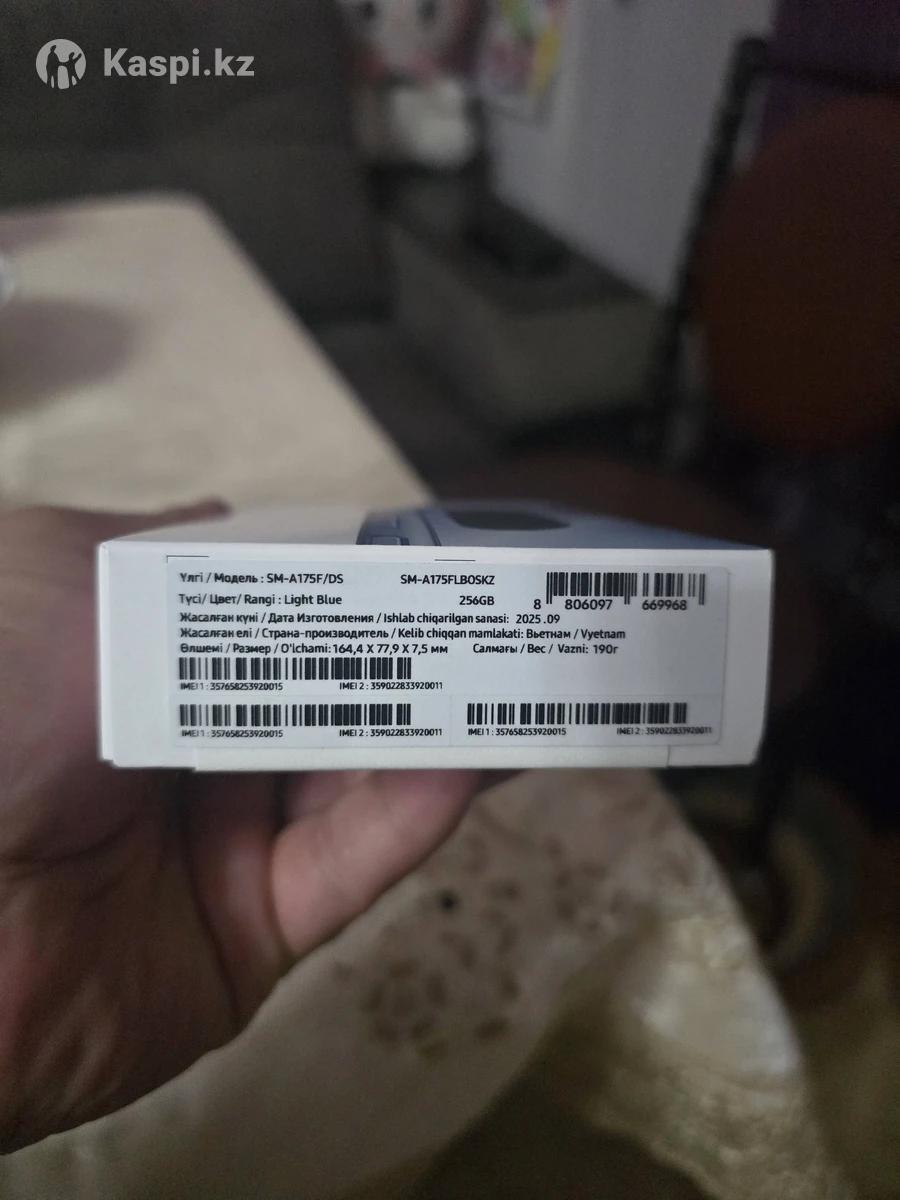 Kaspi.kz
Үлгі / Модель : SM-A175F/DS SM-A175FLBOSKZ
Түсі/ Цвет/ Rangi : Light Blue 256GB
8 806097 669968
Жасалған күні / Дата Изготовления / Ishlab chiqarilgan sanasi: 2025 .09
Жасалған елі / Страна-производитель / Kelib chiqqan mamlakati: Вьетнам / Vyetnam
Өлшемі / Размер / O'lchami: 164,4 X 77,9 X 7,5 мм Салмағы / Вес / Vazni: 190г
IMEI 1 : 357658253920015 IMEI 2 : 359022833920011
IMEI 1 : 357658253920015 IMEI 2 : 359022833920011
IMEI 1 : 357658253920015 IMEI 2 : 359022833920011